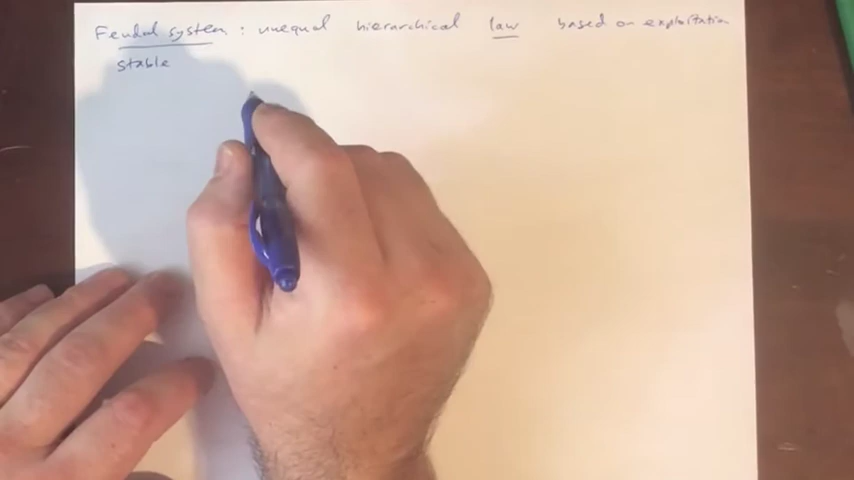 Feudal system : unequal hierarchical law based on exploitation
stable